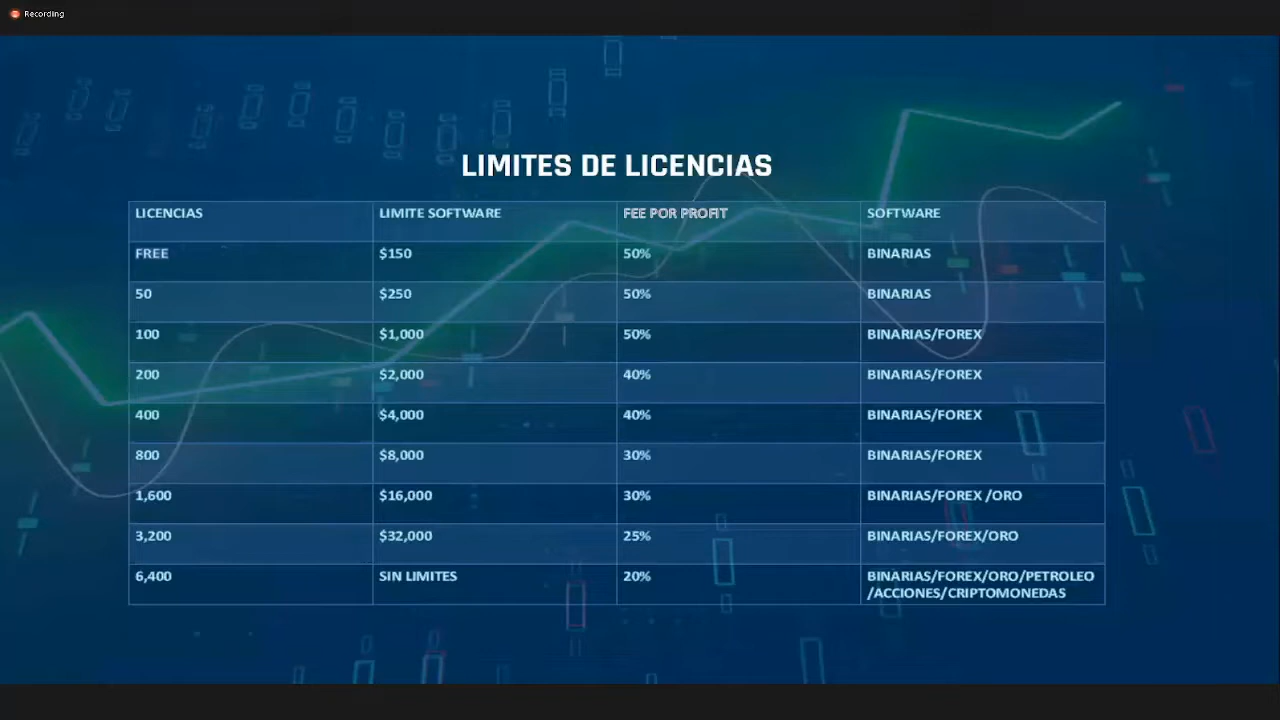 Recording
LIMITES DE LICENCIAS
LICENCIAS LIMITE SOFTWARE FEE POR PROFIT SOFTWARE
FREE $150 50% BINARIAS
50 $250 50% BINARIAS
100 $1,000 50% BINARIAS/FOREX
200 $2,000 40% BINARIAS/FOREX
400 $4,000 40% BINARIAS/FOREX
800 $8,000 30% BINARIAS/FOREX
1,600 $16,000 30% BINARIAS/FOREX /ORO
3,200 $32,000 25% BINARIAS/FOREX/ORO
6,400 SIN LIMITES 20% BINARIAS/FOREX/ORO/PETROLEO
/ACCIONES/CRIPTOMONEDAS